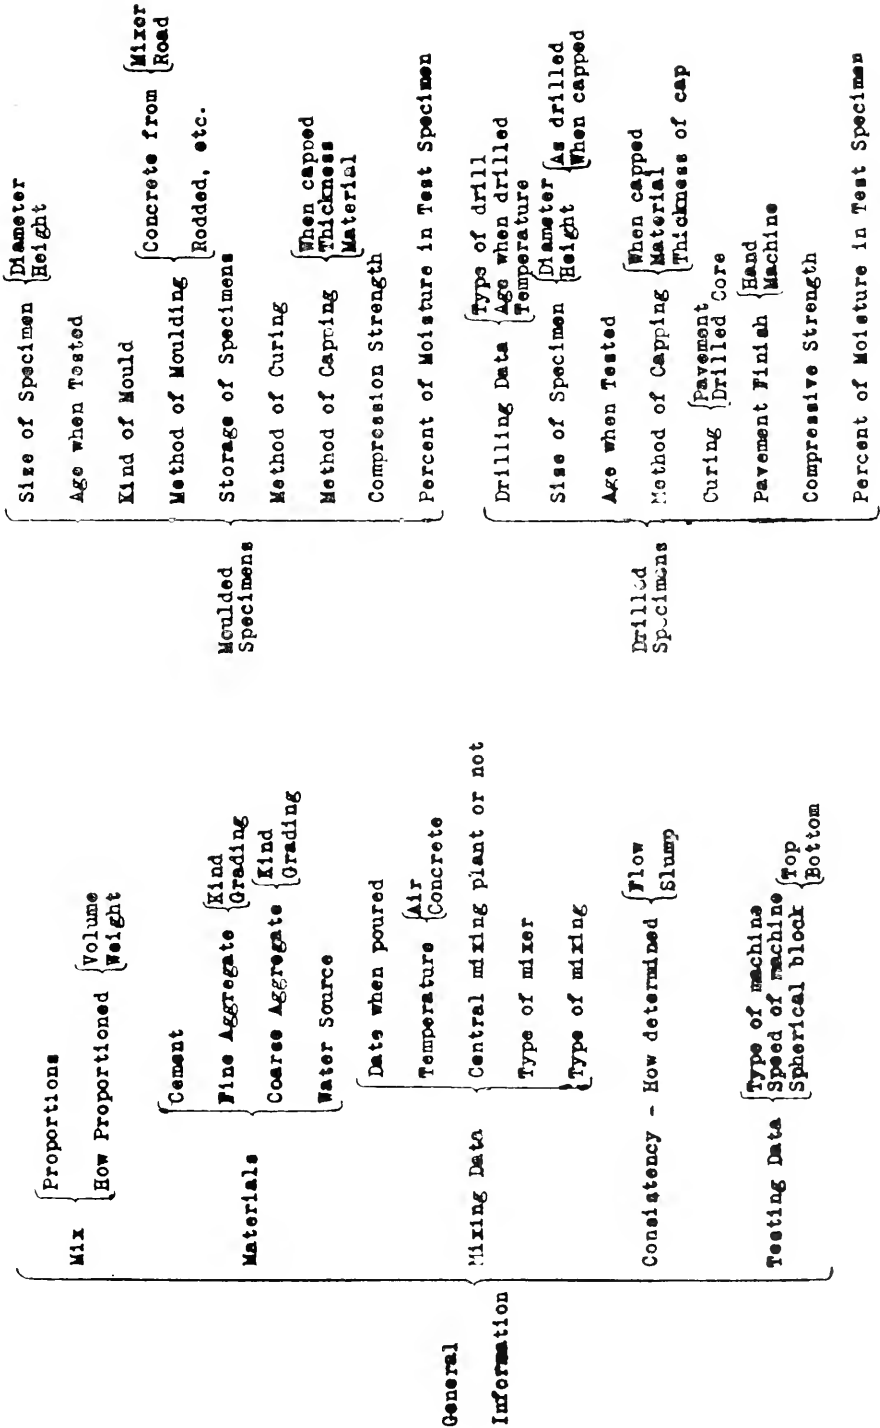 General
Information
Mix
Proportions
How Proportioned
Volume
Weight
Materials
Cement
Fine Aggregate
Kind
Grading
Coarse Aggregate
Kind
Grading
Water Source
Mixing Data
Date when poured
Temperature
Air
Concrete
Central mixing plant or not
Type of mixer
Type of mixing
Consistency - How determined
Flow
Slump
Testing Data
Type of machine
Speed of machine
Spherical block
Top
Bottom
Moulded
Specimens
Size of Specimen
Diameter
Height
Age when Tested
Kind of Mould
Method of Moulding
Concrete from
Mixer
Road
Rodded, etc.
Storage of Specimens
Method of Curing
Method of Capping
When capped
Thickness
Material
Compression Strength
Percent of Moisture in Test Specimen
Drilled
Specimens
Drilling Data
Type of drill
Age when drilled
Temperature
Size of Specimen
Diameter
Height
As drilled
When capped
Age when Tested
Method of Capping
When capped
Material
Thickness of cap
Curing
Pavement
Drilled Core
Pavement Finish
Hand
Machine
Compressive Strength
Percent of Moisture in Test Specimen